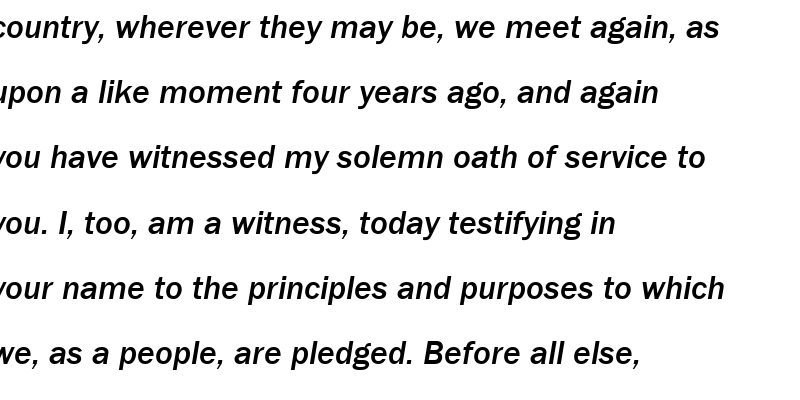 country, wherever they may be, we meet again, as
upon a like moment four years ago, and again
you have witnessed my solemn oath of service to
you. I, too, am a witness, today testifying in
your name to the principles and purposes to which
we, as a people, are pledged. Before all else,